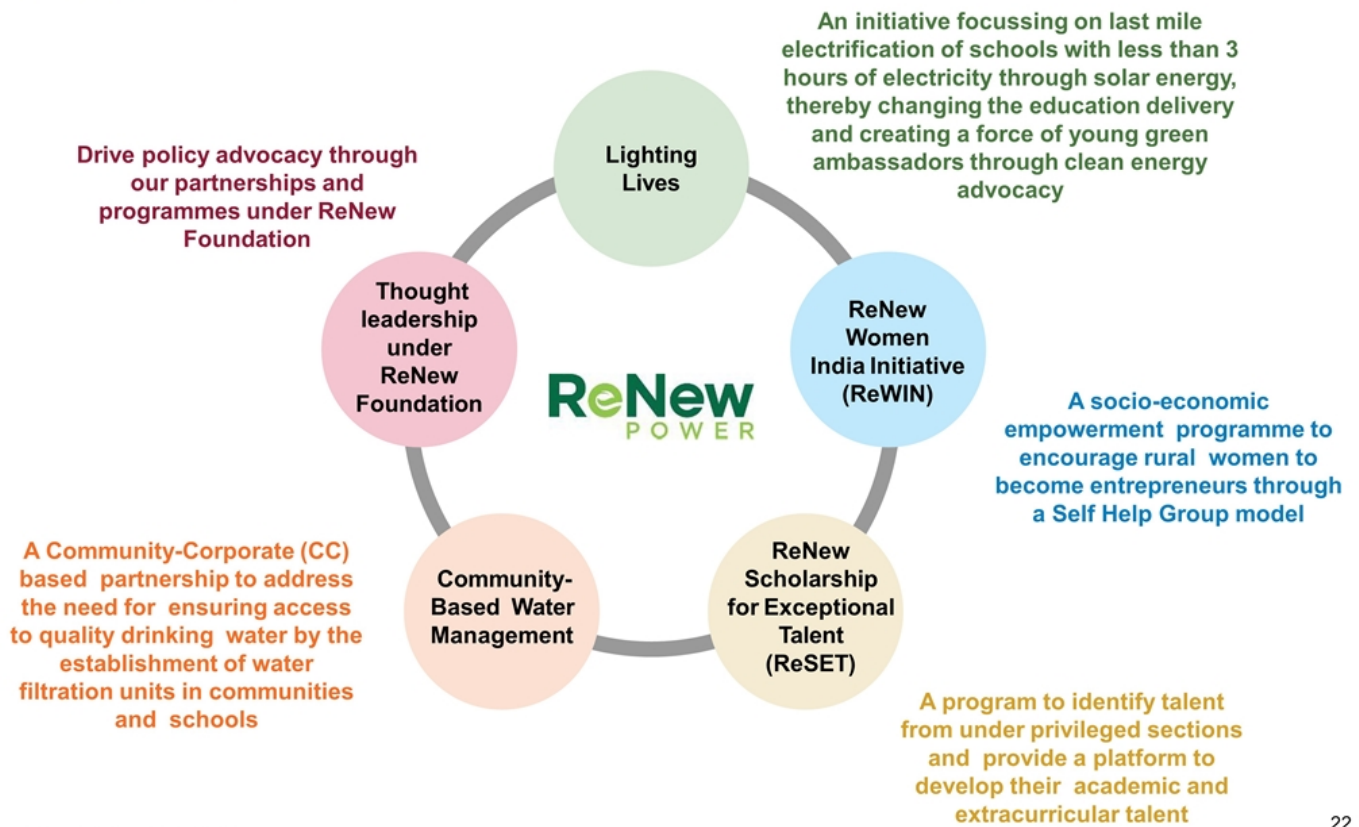 An initiative focussing on last mile
electrification of schools with less than 3
hours of electricity through solar energy,
thereby changing the education delivery
and creating a force of young green
ambassadors through clean energy
advocacy
Lighting
Lives
Drive policy advocacy through
our partnerships and
programmes under ReNew
Foundation
Thought
leadership
under
ReNew
Foundation
ReNew
Women
India Initiative
(ReWIN)
ReNew
POWER
A socio-economic
empowerment programme to
encourage rural women to
become entrepreneurs through
a Self Help Group model
A Community-Corporate (CC)
based partnership to address
the need for ensuring access
to quality drinking water by the
establishment of water
filtration units in communities
and schools
Community-
Based Water
Management
ReNew
Scholarship
for Exceptional
Talent
(ReSET)
A program to identify talent
from under privileged sections
and provide a platform to
develop their academic and
extracurricular talent
22